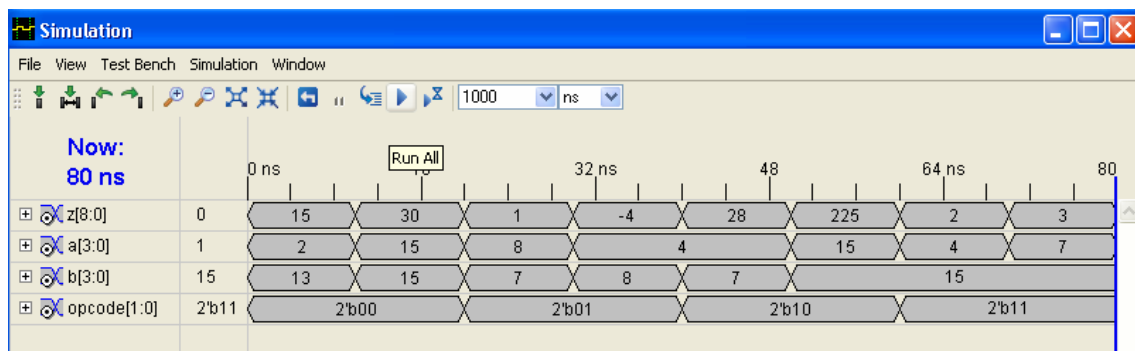 Simulation
File View Test Bench Simulation Window
1000 ns
Now:
80 ns
Run All
0 ns 32 ns 48 64 ns 80
z[8:0] 0 15 30 1 -4 28 225 2 3
a[3:0] 1 2 15 8 4 15 4 7
b[3:0] 15 13 15 7 8 7 15
opcode[1:0] 2'b11 2'b00 2'b01 2'b10 2'b11